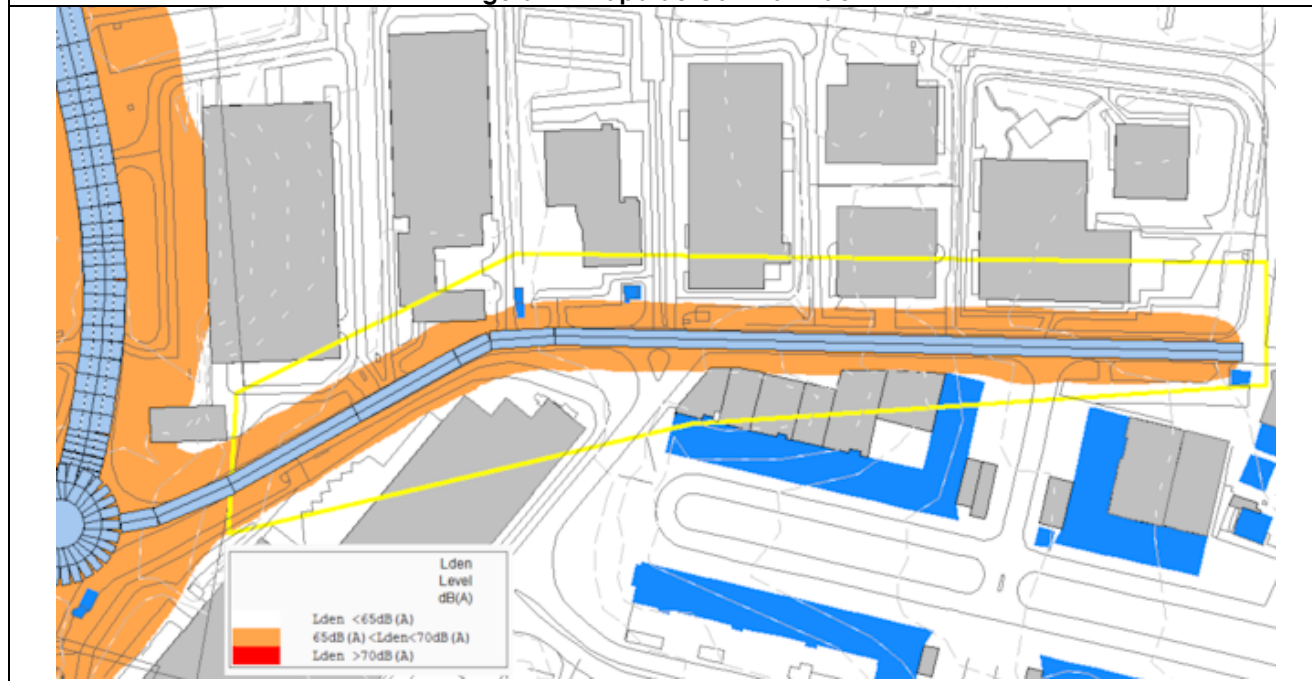 Lden
Level
dB(A)
Lden <65dB(A)
65dB(A)<Lden<70dB(A)
Lden >70dB(A)